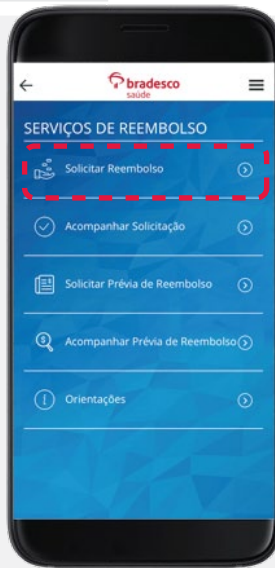 bradesco
saúde
SERVIÇOS DE REEMBOLSO
Solicitar Reembolso
Acompanhar Solicitação
Solicitar Prévia de Reembolso
Acompanhar Prévia de Reembolso
Orientações